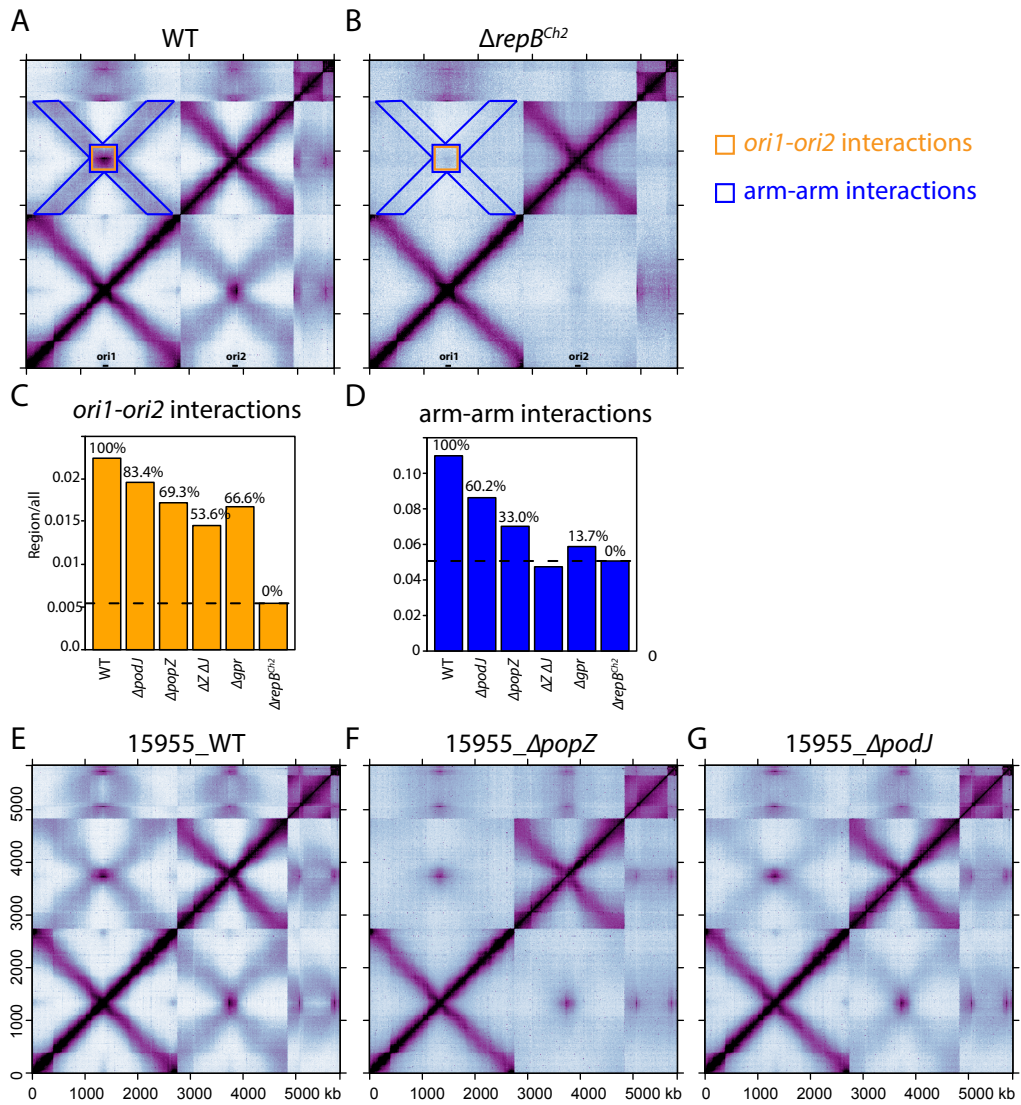 A
WT
B
ΔrepB^Ch2
ori1-ori2 interactions
arm-arm interactions
ori1
ori2
ori1
ori2
C
ori1-ori2 interactions
Region/all
0.02
0.015
0.01
0.005
0.0
100%
83.4%
69.3%
53.6%
66.6%
0%
WT
ΔpodJ
ΔpopZ
ΔZ ΔJ
Δgpr
ΔrepB^Ch2
D
arm-arm interactions
0.10
0.08
0.06
0.04
0.02
0
100%
60.2%
33.0%
13.7%
0%
0
WT
ΔpodJ
ΔpopZ
ΔZ ΔJ
Δgpr
ΔrepB^Ch2
E
15955_WT
F
15955_ΔpopZ
G
15955_ΔpodJ
5000
4000
3000
2000
1000
0
0
1000
2000
3000
4000
5000 kb
0
1000
2000
3000
4000
5000 kb
0
1000
2000
3000
4000
5000 kb